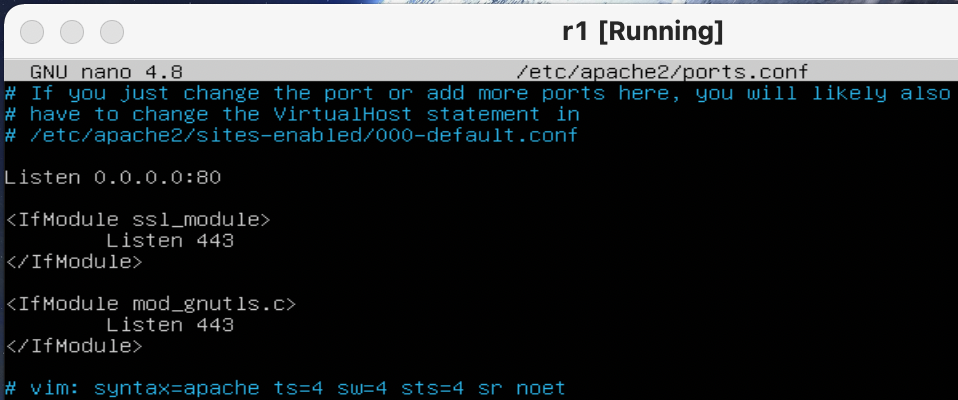 r1 [Running]
GNU nano 4.8 /etc/apache2/ports.conf
# If you just change the port or add more ports here, you will likely also
# have to change the VirtualHost statement in
# /etc/apache2/sites-enabled/000-default.conf
Listen 0.0.0.0:80
<IfModule ssl_module>
Listen 443
</IfModule>
<IfModule mod_gnutls.c>
Listen 443
</IfModule>
# vim: syntax=apache ts=4 sw=4 sts=4 sr noet